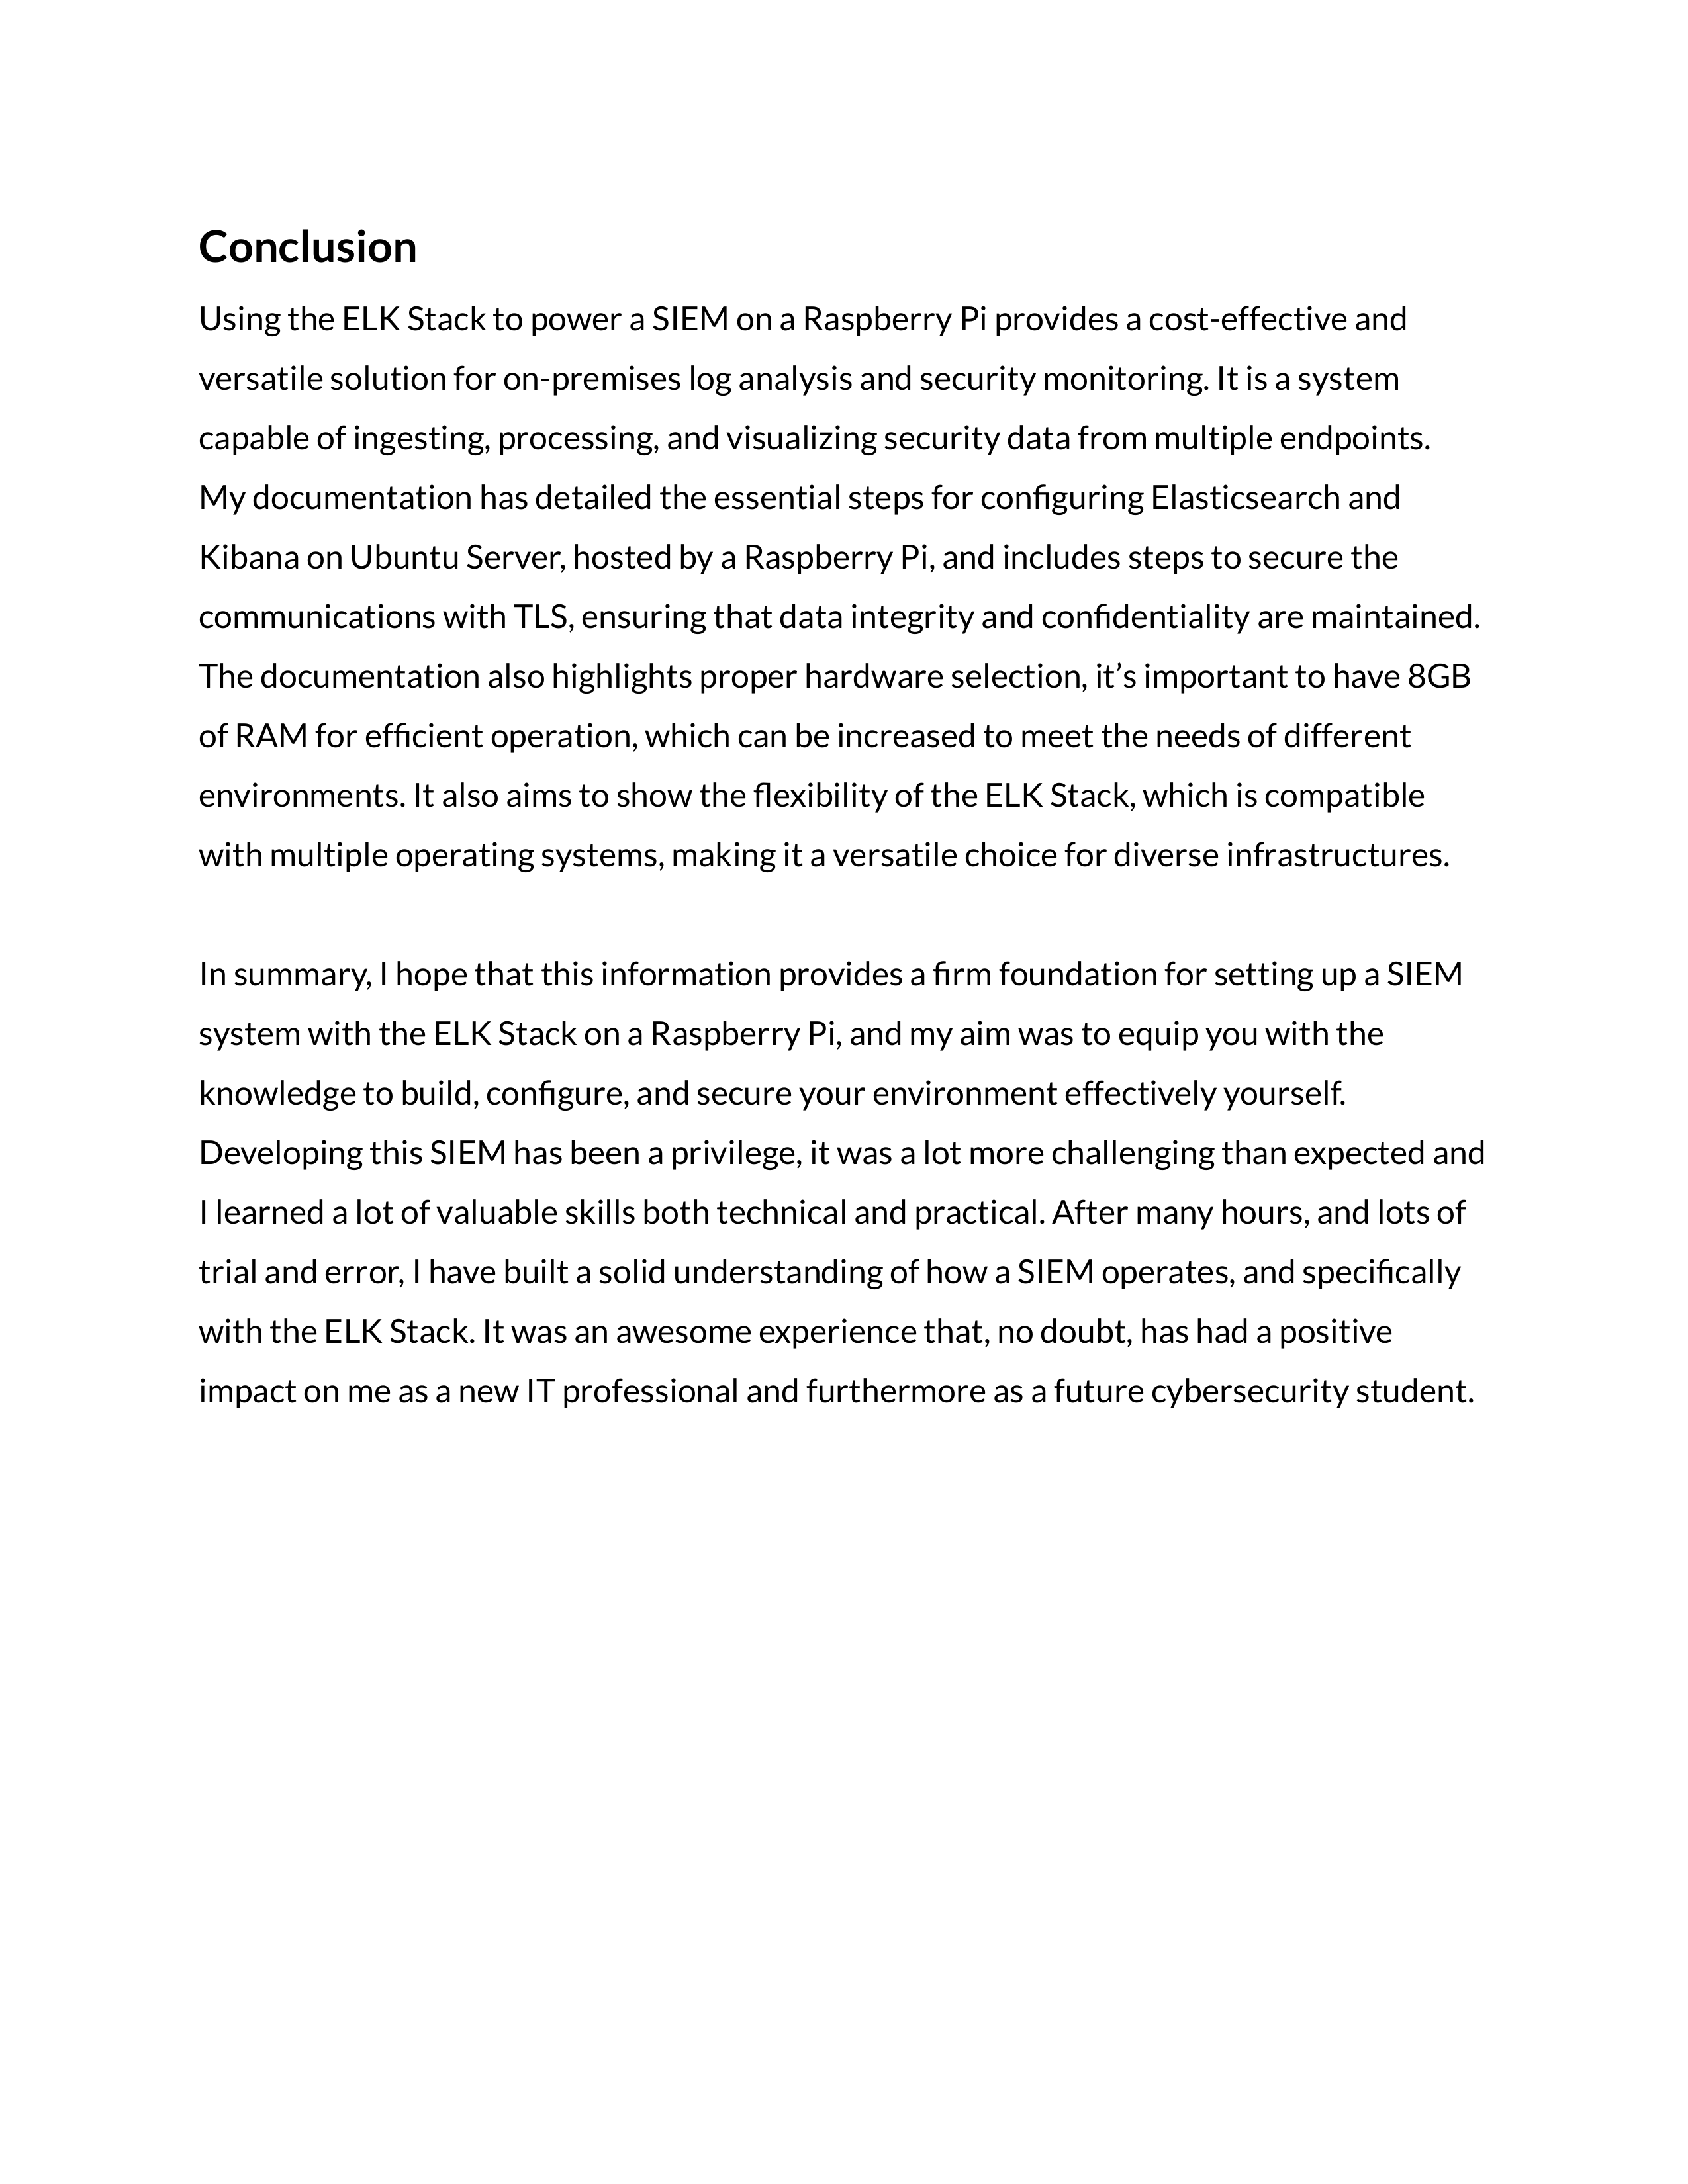 Conclusion
Using the ELK Stack to power a SIEM on a Raspberry Pi provides a cost-effective and
versatile solution for on-premises log analysis and security monitoring. It is a system
capable of ingesting, processing, and visualizing security data from multiple endpoints.
My documentation has detailed the essential steps for configuring Elasticsearch and
Kibana on Ubuntu Server, hosted by a Raspberry Pi, and includes steps to secure the
communications with TLS, ensuring that data integrity and confidentiality are maintained.
The documentation also highlights proper hardware selection, it’s important to have 8GB
of RAM for efficient operation, which can be increased to meet the needs of different
environments. It also aims to show the flexibility of the ELK Stack, which is compatible
with multiple operating systems, making it a versatile choice for diverse infrastructures.
In summary, I hope that this information provides a firm foundation for setting up a SIEM
system with the ELK Stack on a Raspberry Pi, and my aim was to equip you with the
knowledge to build, configure, and secure your environment effectively yourself.
Developing this SIEM has been a privilege, it was a lot more challenging than expected and
I learned a lot of valuable skills both technical and practical. After many hours, and lots of
trial and error, I have built a solid understanding of how a SIEM operates, and specifically
with the ELK Stack. It was an awesome experience that, no doubt, has had a positive
impact on me as a new IT professional and furthermore as a future cybersecurity student.